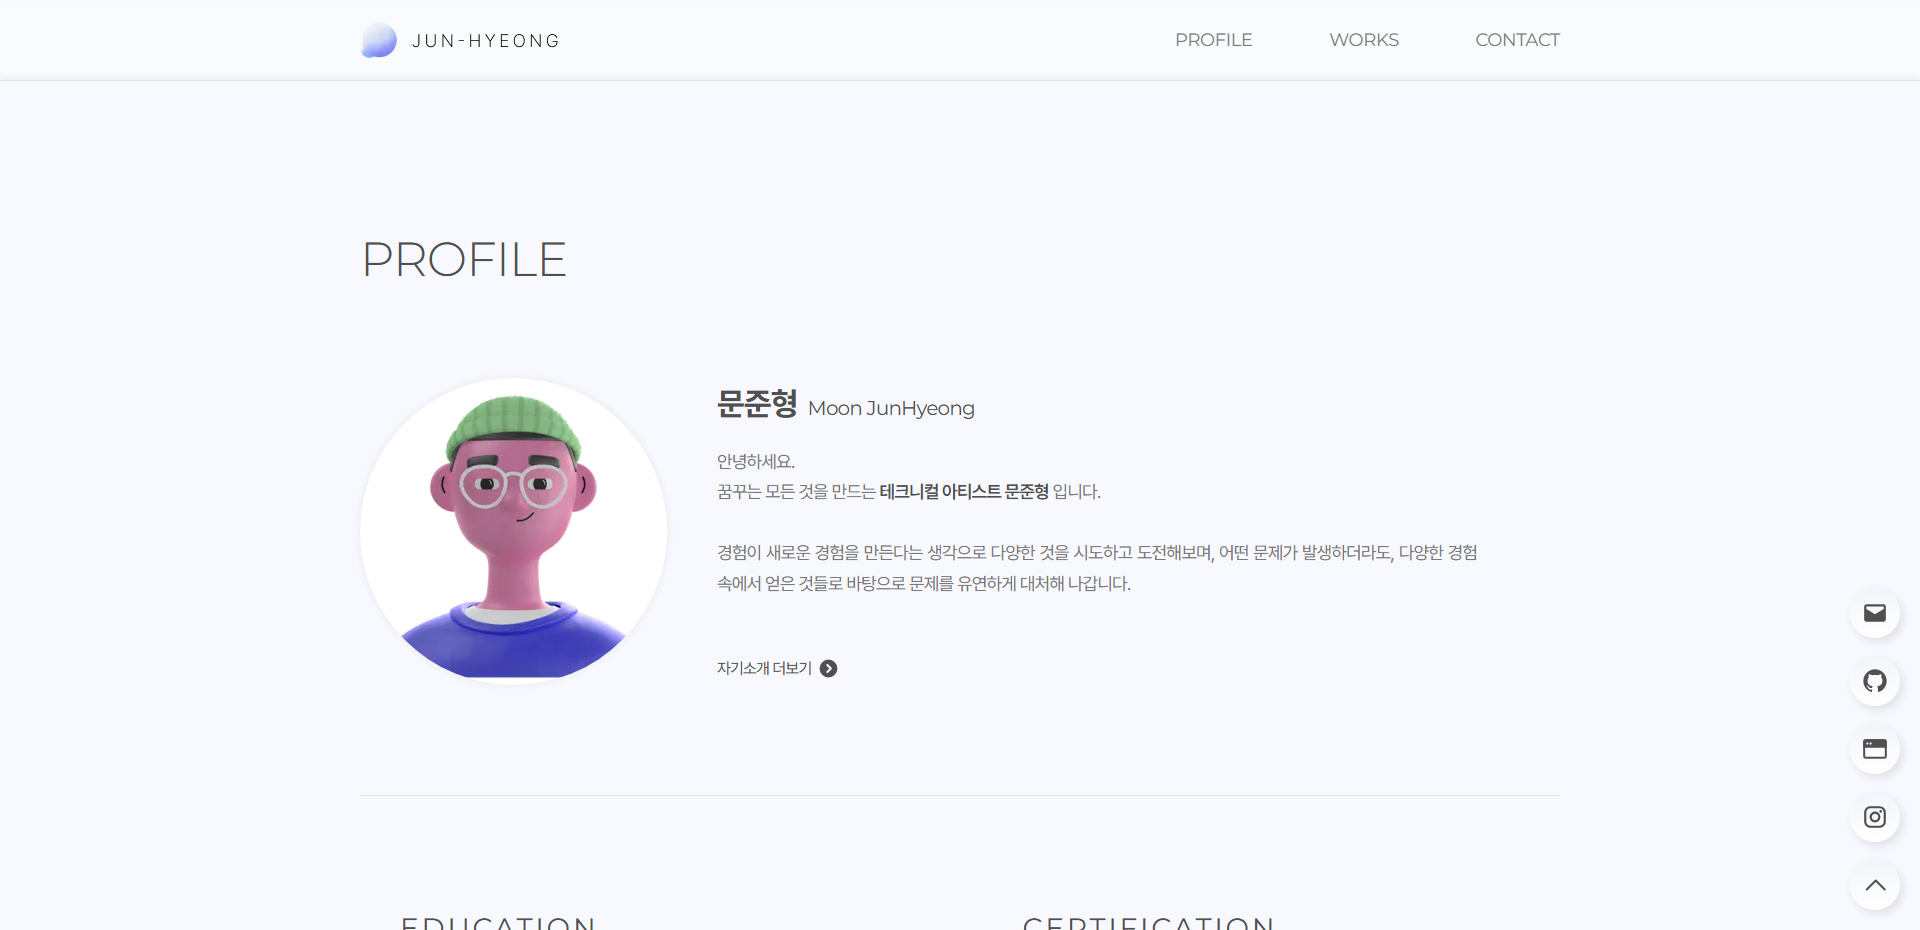 JUN-HYEONG
PROFILE
WORKS
CONTACT
PROFILE
문준형 Moon JunHyeong
안녕하세요.
꿈꾸는 모든 것을 만드는 테크니컬 아티스트 문준형 입니다.
경험이 새로운 경험을 만든다는 생각으로 다양한 것을 시도하고 도전해보며, 어떤 문제가 발생하더라도, 다양한 경험
속에서 얻은 것들로 바탕으로 문제를 유연하게 대처해 나갑니다.
자기소개 더보기
EDUCATION
CERTIFICATION